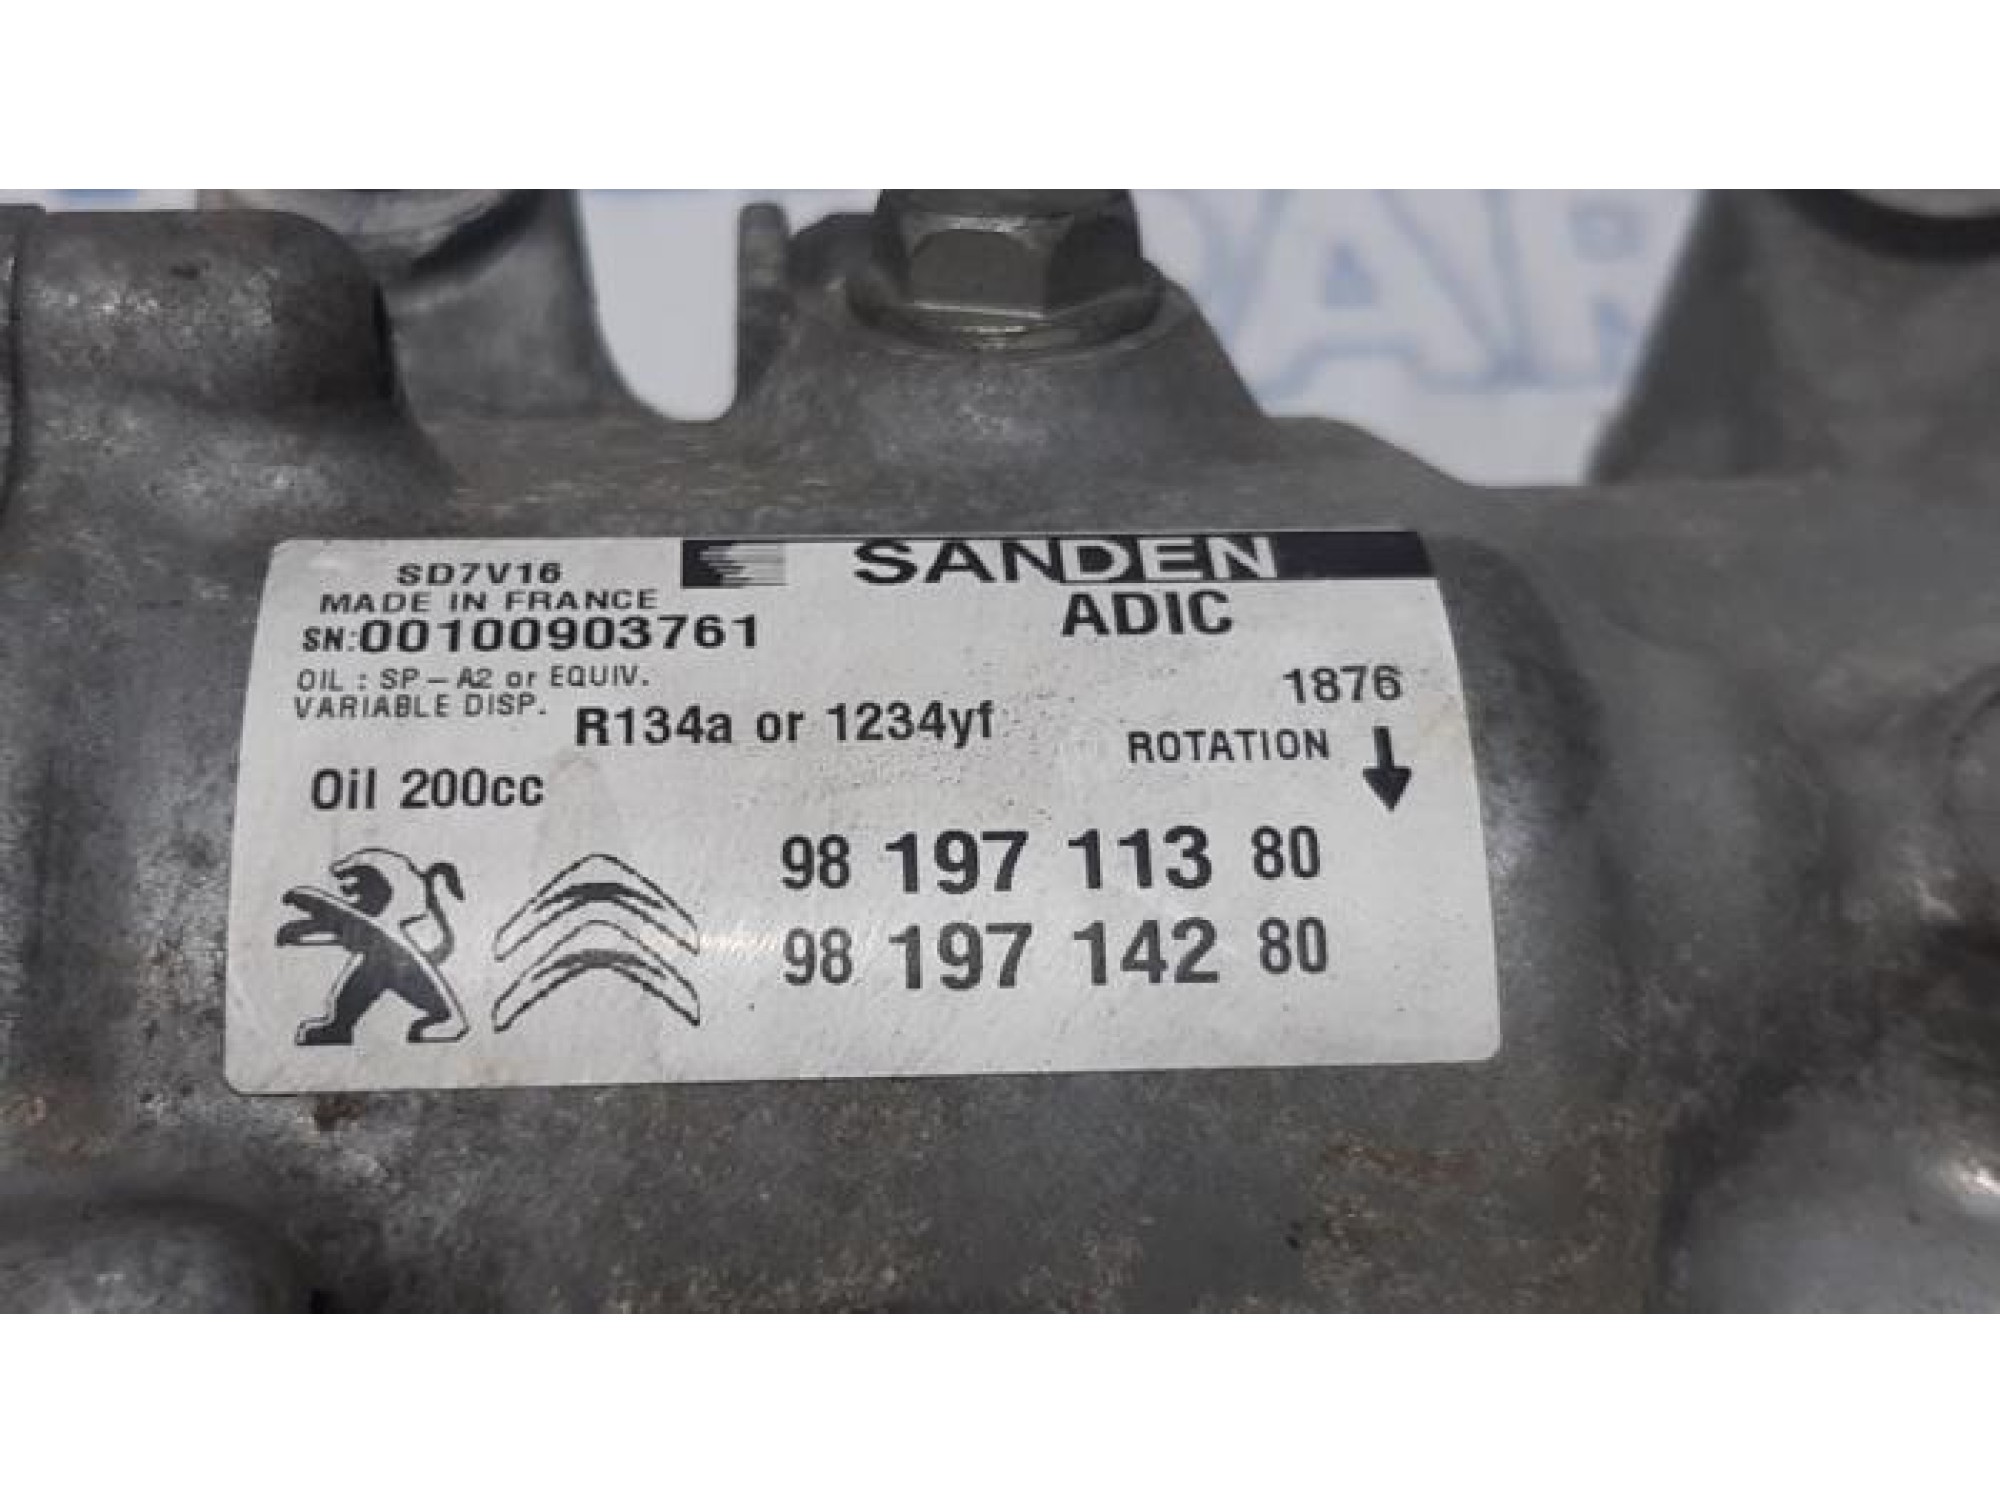 SD7V16
SANDEN
MADE IN FRANCE
ADIC
SN:00100903761
OIL : SP-A2 or EQUIV.
1876
VARIABLE DISP.
R134a or 1234yf
ROTATION
Oil 200cc
98 197 113 80
98 197 142 80